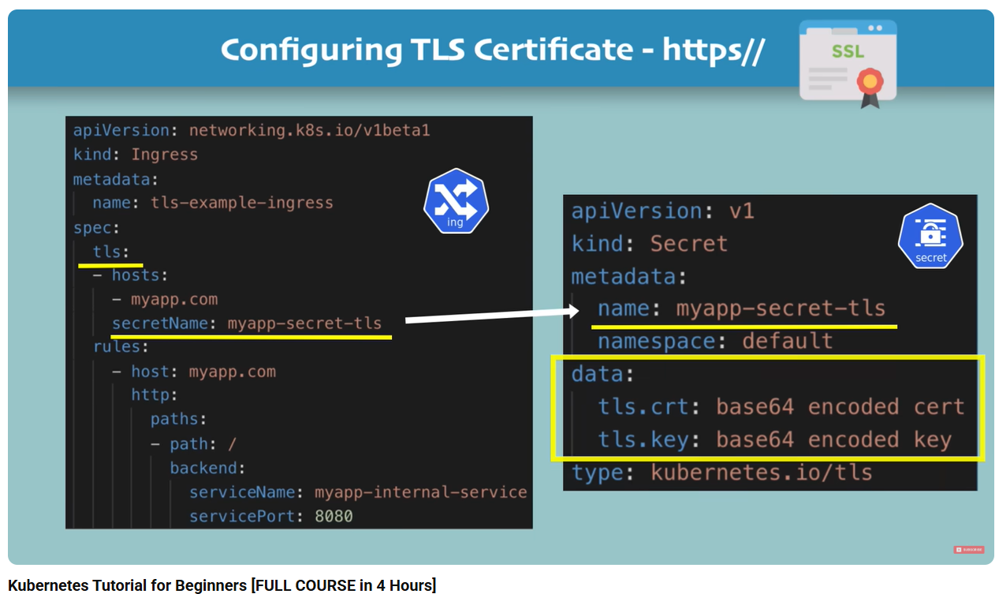 Configuring TLS Certificate - https//
SSL
apiVersion: networking.k8s.io/v1beta1
kind: Ingress
metadata:
name: tls-example-ingress
spec:
tls:
- hosts:
- myapp.com
secretName: myapp-secret-tls
rules:
- host: myapp.com
http:
paths:
- path: /
backend:
serviceName: myapp-internal-service
servicePort: 8080
ing
apiVersion: v1
kind: Secret
metadata:
name: myapp-secret-tls
namespace: default
data:
tls.crt: base64 encoded cert
tls.key: base64 encoded key
type: kubernetes.io/tls
secret
SUBSCRIBE
Kubernetes Tutorial for Beginners [FULL COURSE in 4 Hours]